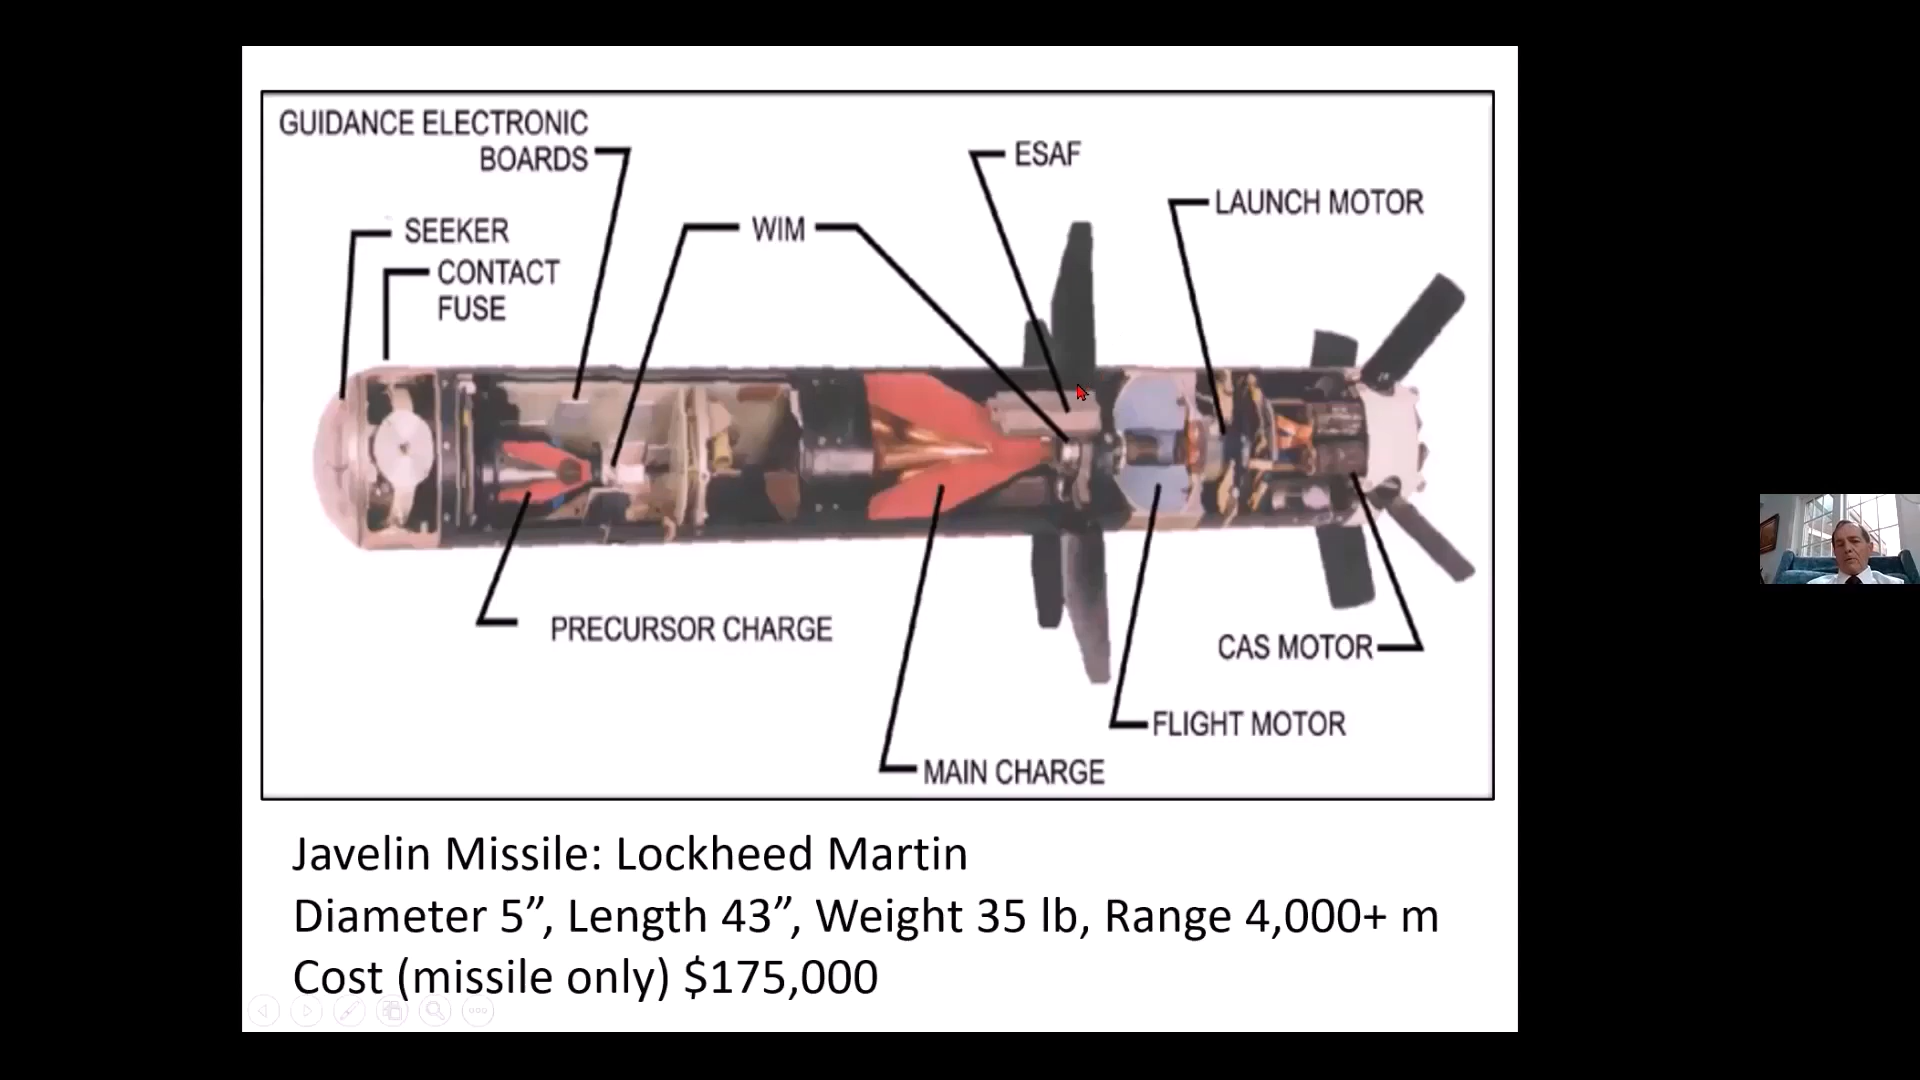 GUIDANCE ELECTRONIC
BOARDS
ESAF
LAUNCH MOTOR
SEEKER
WIM
CONTACT
FUSE
PRECURSOR CHARGE
CAS MOTOR
FLIGHT MOTOR
MAIN CHARGE
Javelin Missile: Lockheed Martin
Diameter 5”, Length 43”, Weight 35 lb, Range 4,000+ m
Cost (missile only) $175,000